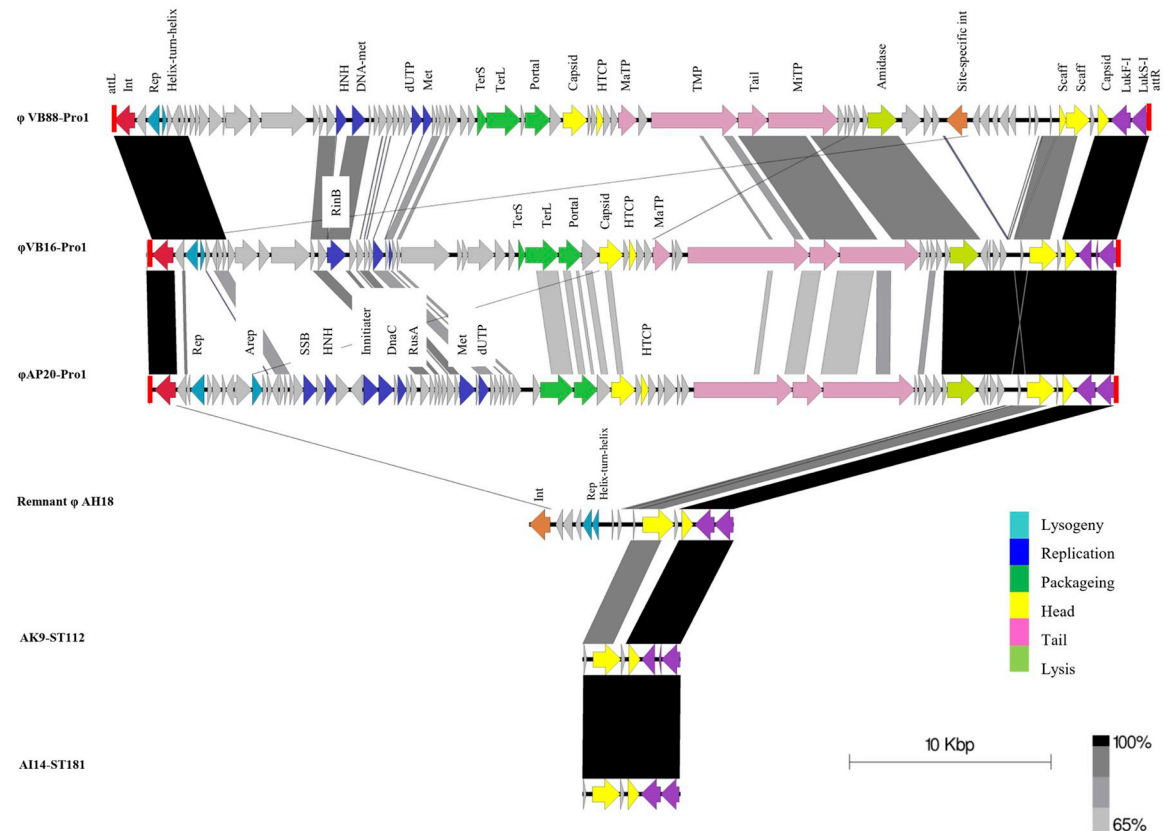 attL
Int
Rep
Helix-turn-helix
HNH
DNA-met
dUTP
Met
TerS
TerL
Portal
Capsid
HTCP
MaTP
TMP
Tail
MiTP
Amidase
Site-specific int
Scaff
Scaff
Capsid
LukF-I
LukS-I
attR
φ VB88-Pro1
RinB
TerS
TerL
Portal
Capsid
HTCP
MaTP
φVB16-Pro1
Rep
Arep
SSB
HNH
Innitiater
DnaC
RusA
Met
dUTP
HTCP
φAP20-Pro1
Int
Rep
Helix-turn-helix
Remnant φ AH18
Lysogeny
Replication
Packageing
Head
Tail
Lysis
AK9-ST112
AI14-ST181
10 Kbp
100%
65%